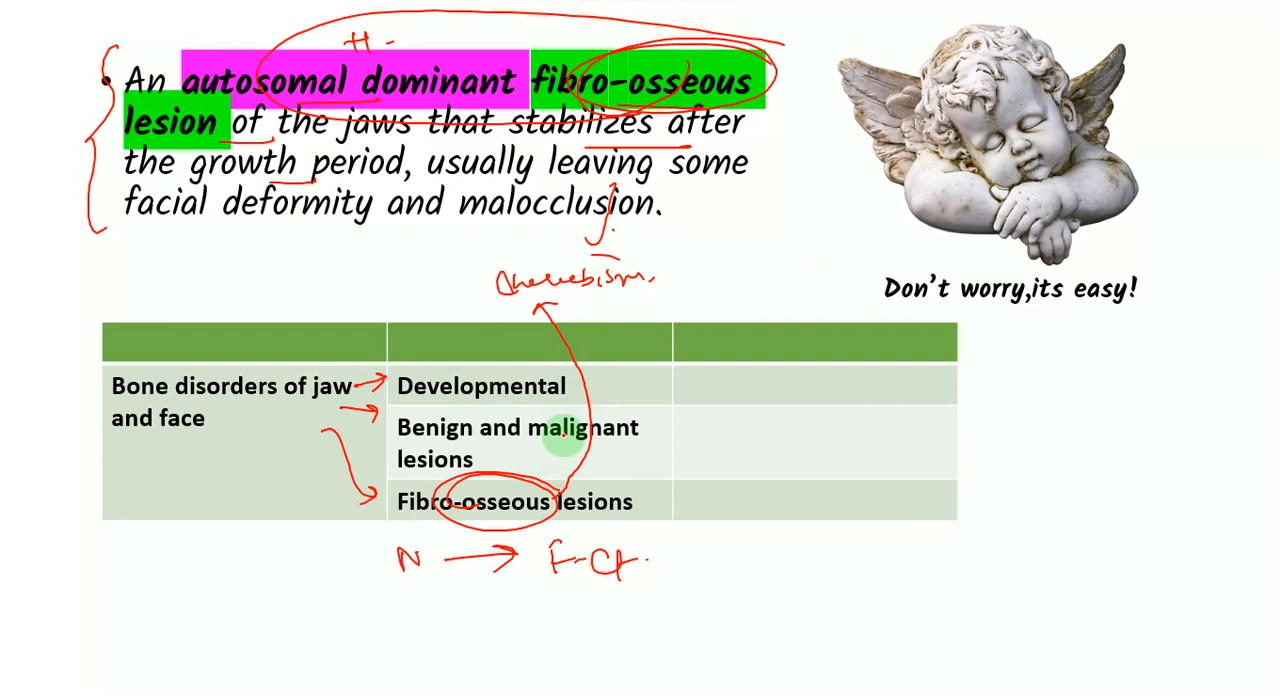 H -
• An autosomal dominant fibro-osseous
lesion of the jaws that stabilizes after
the growth period, usually leaving some
facial deformity and malocclusion.
Don't worry,its easy!
Bone disorders of jaw
and face
Developmental
Benign and malignant
lesions
Fibro-osseous lesions
N → F-Ct.